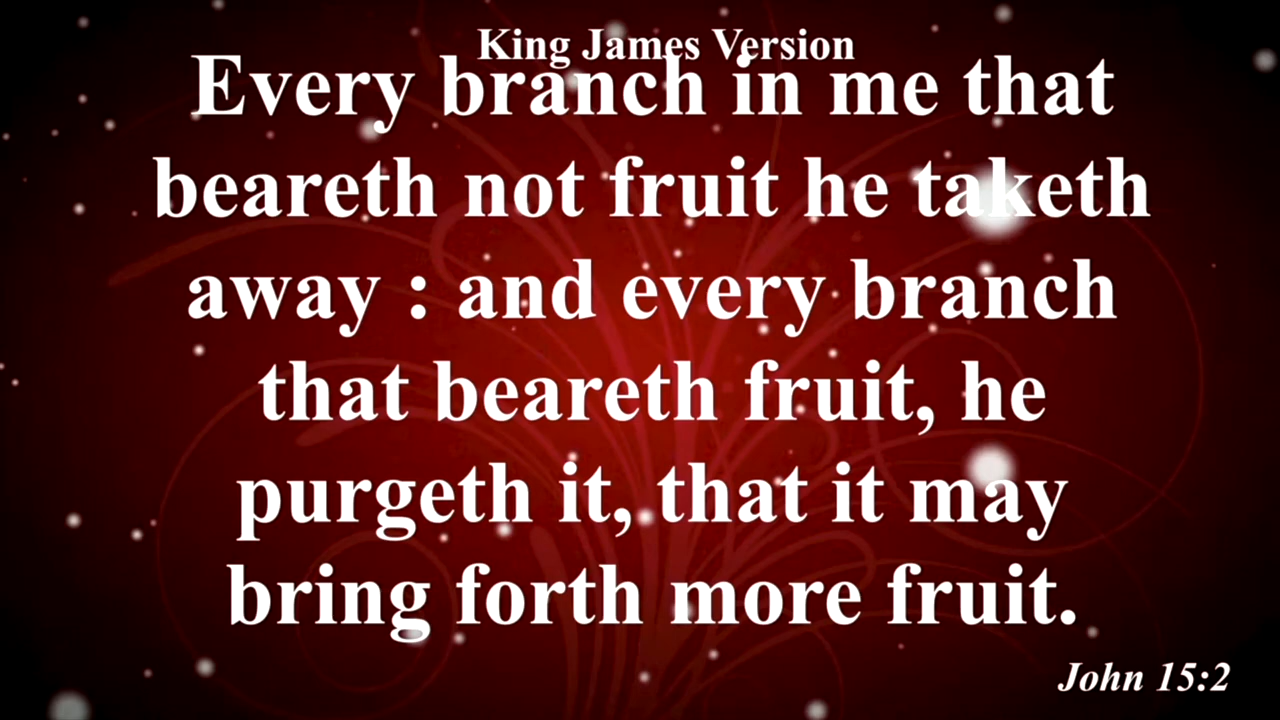 King James Version
Every branch in me that
beareth not fruit he taketh
away : and every branch
that beareth fruit, he
purgeth it, that it may
bring forth more fruit.
John 15:2